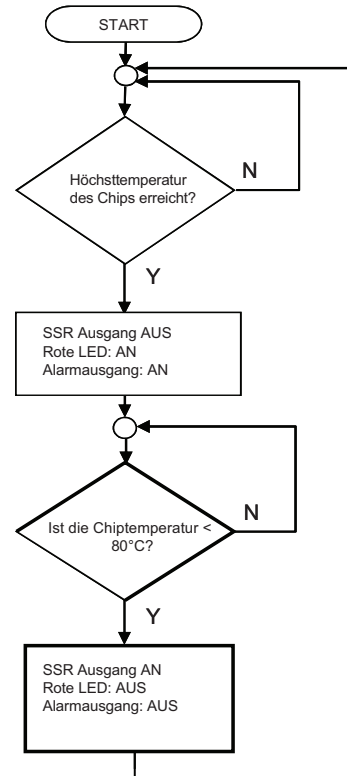 START
Höchsttemperatur
des Chips erreicht?
N
Y
SSR Ausgang AUS
Rote LED: AN
Alarmausgang: AN
Ist die Chiptemperatur <
80°C?
N
Y
SSR Ausgang AN
Rote LED: AUS
Alarmausgang: AUS